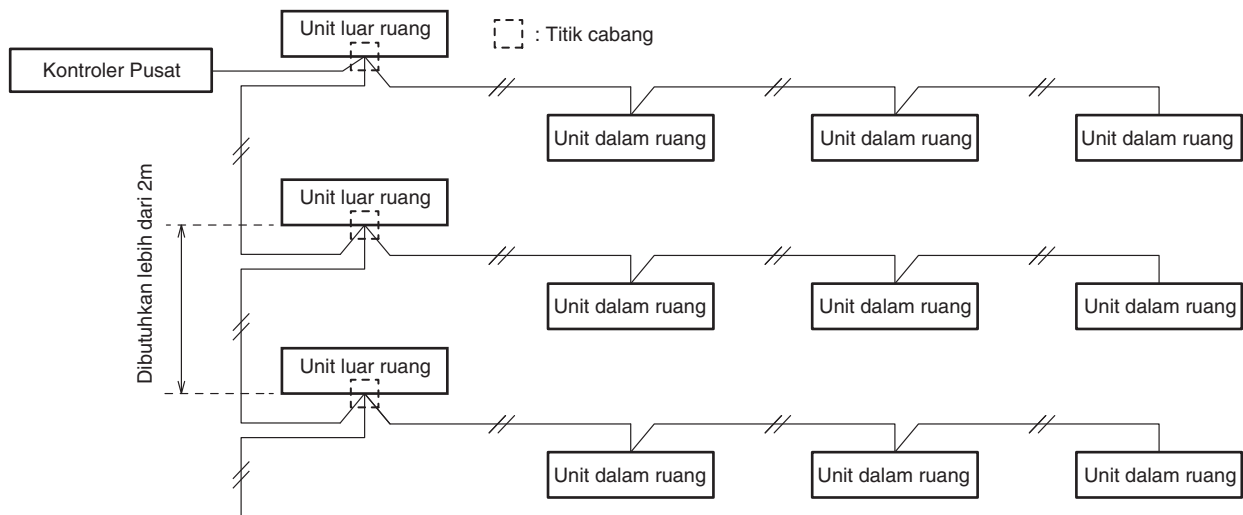 Unit luar ruang
: Titik cabang
Kontroler Pusat
Unit dalam ruang
Unit dalam ruang
Unit dalam ruang
Dibutuhkan lebih dari 2m
Unit luar ruang
Unit dalam ruang
Unit dalam ruang
Unit dalam ruang
Unit luar ruang
Unit dalam ruang
Unit dalam ruang
Unit dalam ruang